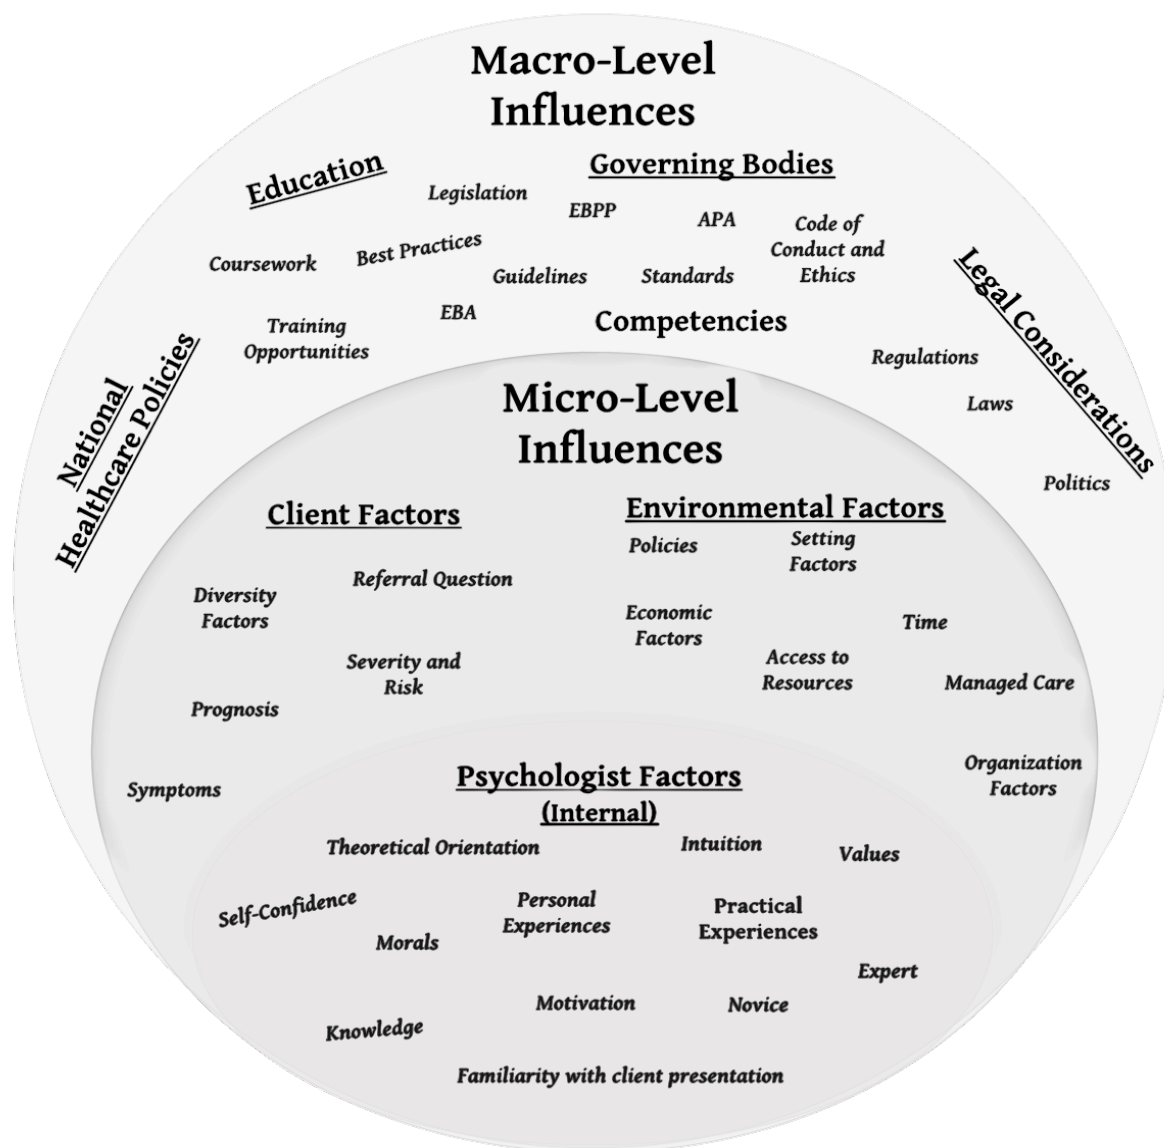 Macro-Level
Influences
Education
Governing Bodies
Legislation
EBPP
APA
Code of
Conduct and
Ethics
Coursework
Best Practices
Guidelines
Standards
EBA
Competencies
Training
Opportunities
National
Healthcare Policies
Legal Considerations
Regulations
Laws
Politics
Micro-Level
Influences
Client Factors
Referral Question
Diversity
Factors
Severity and
Risk
Prognosis
Symptoms
Environmental Factors
Policies
Setting
Factors
Economic
Factors
Time
Access to
Resources
Managed Care
Organization
Factors
Psychologist Factors
(Internal)
Theoretical Orientation
Intuition
Values
Self-Confidence
Personal
Experiences
Practical
Experiences
Morals
Expert
Motivation
Novice
Knowledge
Familiarity with client presentation